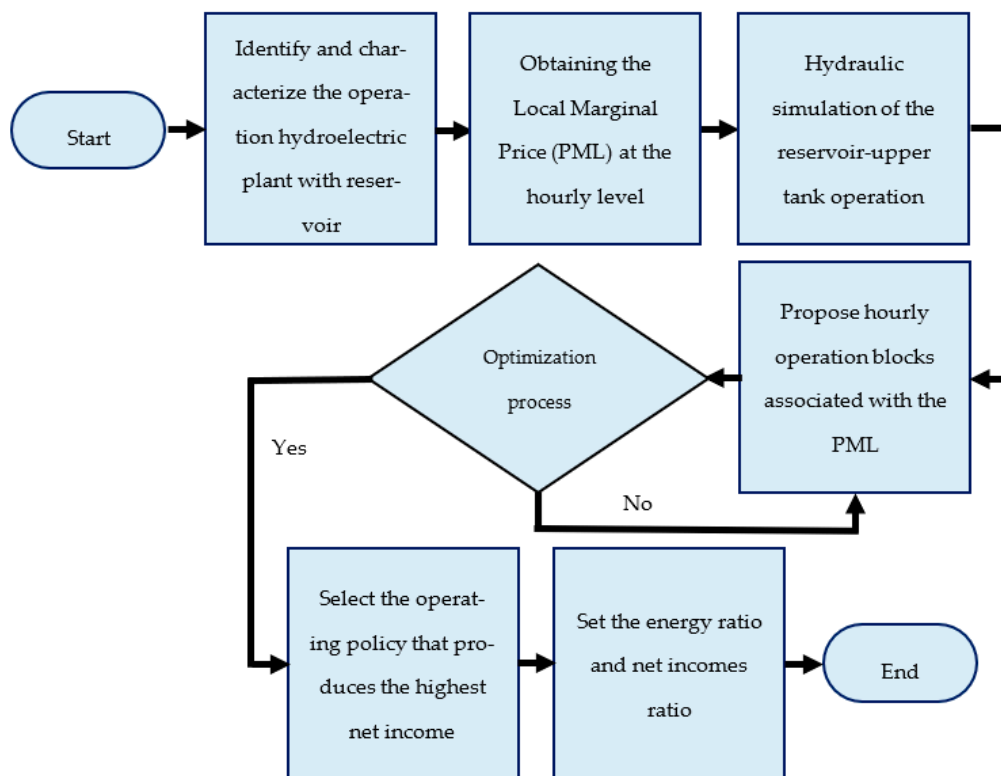 Start
Identify and char-
acterize the opera-
tion hydroelectric
plant with reser-
voir
Obtaining the
Local Marginal
Price (PML) at the
hourly level
Hydraulic
simulation of the
reservoir-upper
tank operation
Propose hourly
operation blocks
associated with the
PML
Optimization
process
Yes
No
Select the operat-
ing policy that pro-
duces the highest
net income
Set the energy ratio
and net incomes
ratio
End